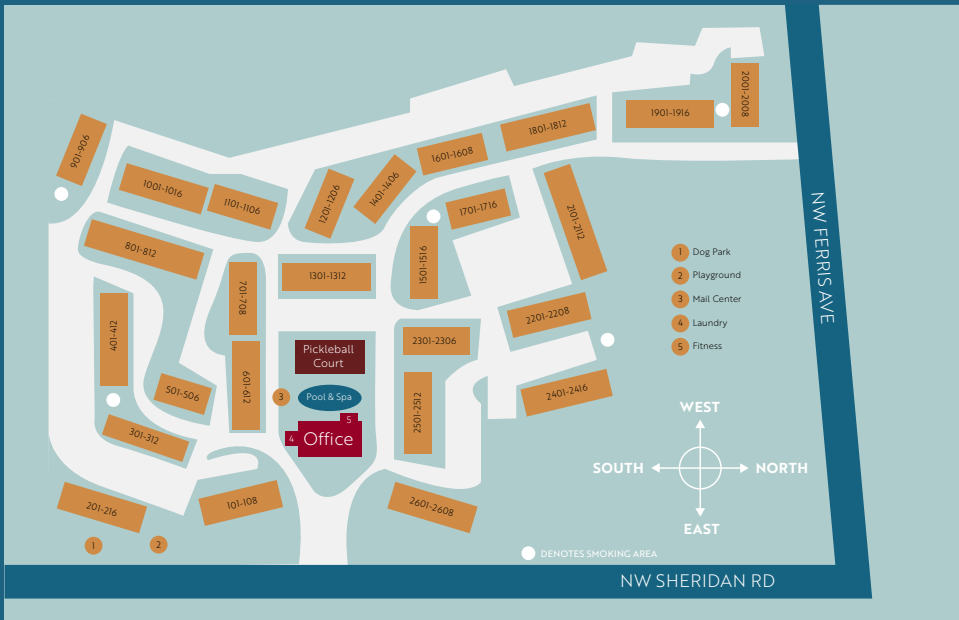 2001-2008
1901-1916
1801-1812
901-906
1601-1608
1001-1016
1101-1106
1201-1206
1401-1406
1701-1716
2101-2112
NW FERRIS AVE
801-812
1301-1312
1501-1516
701-708
1 Dog Park
2 Playground
3 Mail Center
4 Laundry
5 Fitness
401-412
2201-2208
2301-2306
Pickleball
Court
501-506
601-612
3
Pool & Spa
2401-2416
2501-2512
5
4
Office
301-312
WEST
SOUTH
NORTH
EAST
201-216
101-108
2601-2608
1
2
DENOTES SMOKING AREA
NW SHERIDAN RD